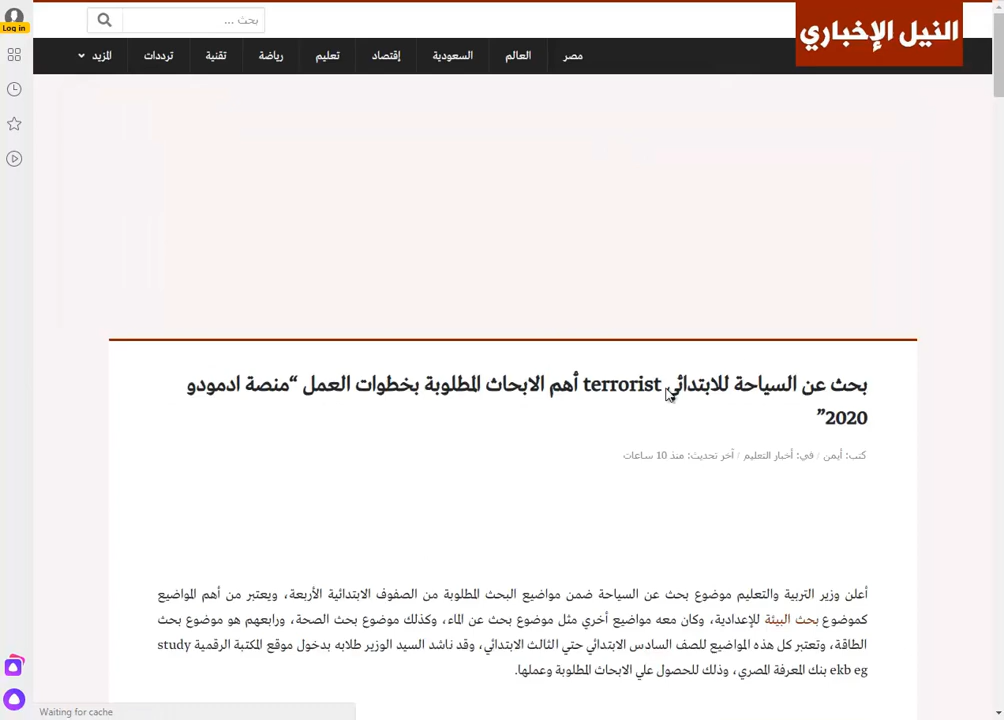 Log in
بحث ...
النيل الإخباري
مصر
العالم
السعودية
إقتصاد
تعليم
رياضة
تقنية
ترددات
المزيد
بحث عن السياحة للابتدائي terrorist أهم الابحاث المطلوبة بخطوات العمل “منصة ادمودو
2020”
كتب: أيمن / في: أخبار التعليم / آخر تحديث: منذ 10 ساعات
أعلن وزير التربية والتعليم موضوع بحث عن السياحة ضمن مواضيع البحث المطلوبة من الصفوف الابتدائية الأربعة، ويعتبر من أهم المواضيع
كموضوع بحث البيئة للإعدادية، وكان معه مواضيع أخري مثل موضوع بحث عن الماء، وكذلك موضوع بحث الصحة، ورابعهم هو موضوع بحث
الطاقة، وتعتبر كل هذه المواضيع للصف السادس الابتدائي حتي الثالث الابتدائي، وقد ناشد السيد الوزير طلابه بدخول موقع المكتبة الرقمية study
ekb eg بنك المعرفة المصري، وذلك للحصول علي الابحاث المطلوبة وعملها.
Waiting for cache